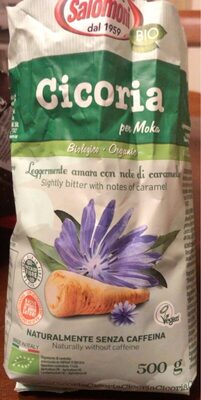 Salomoni
dal 1959
BIO
Cicoria
per Moka
Biologico - Organic
Leggermente amara con note di caramello
Slightly bitter with notes of caramel
Vegan
NATURALMENTE SENZA CAFFEINA
Naturally without caffeine
500 g